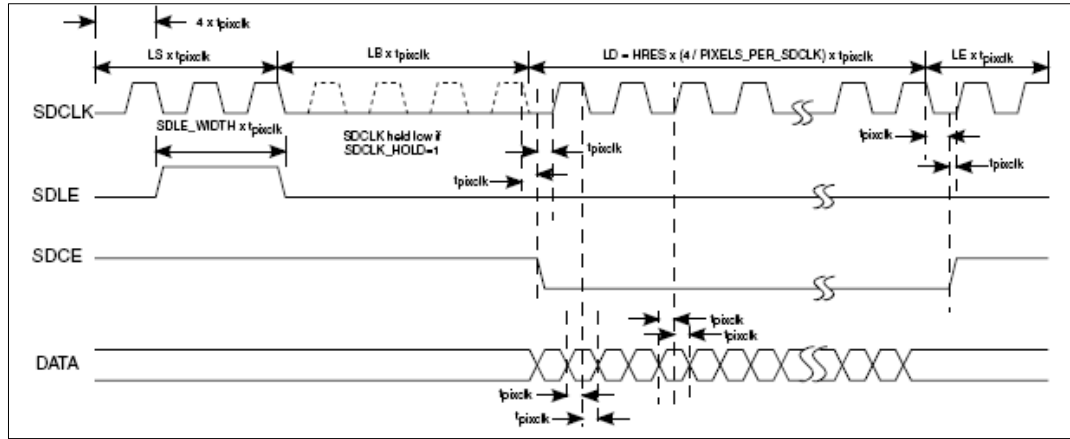 4 x tpixclk
LS x tpixclk
LB x tpixclk
LD = HRES x (4 / PIXELS_PER_SDCLK) x tpixclk
LE x tpixclk
SDCLK
SDLE_WIDTH x tpixclk
SDCLK held low if
SDCLK_HOLD=1
tpixclk
tpixclk
tpixclk
tpixclk
SDLE
SDCE
tpixclk
tpixclk
DATA
tpixclk
tpixclk